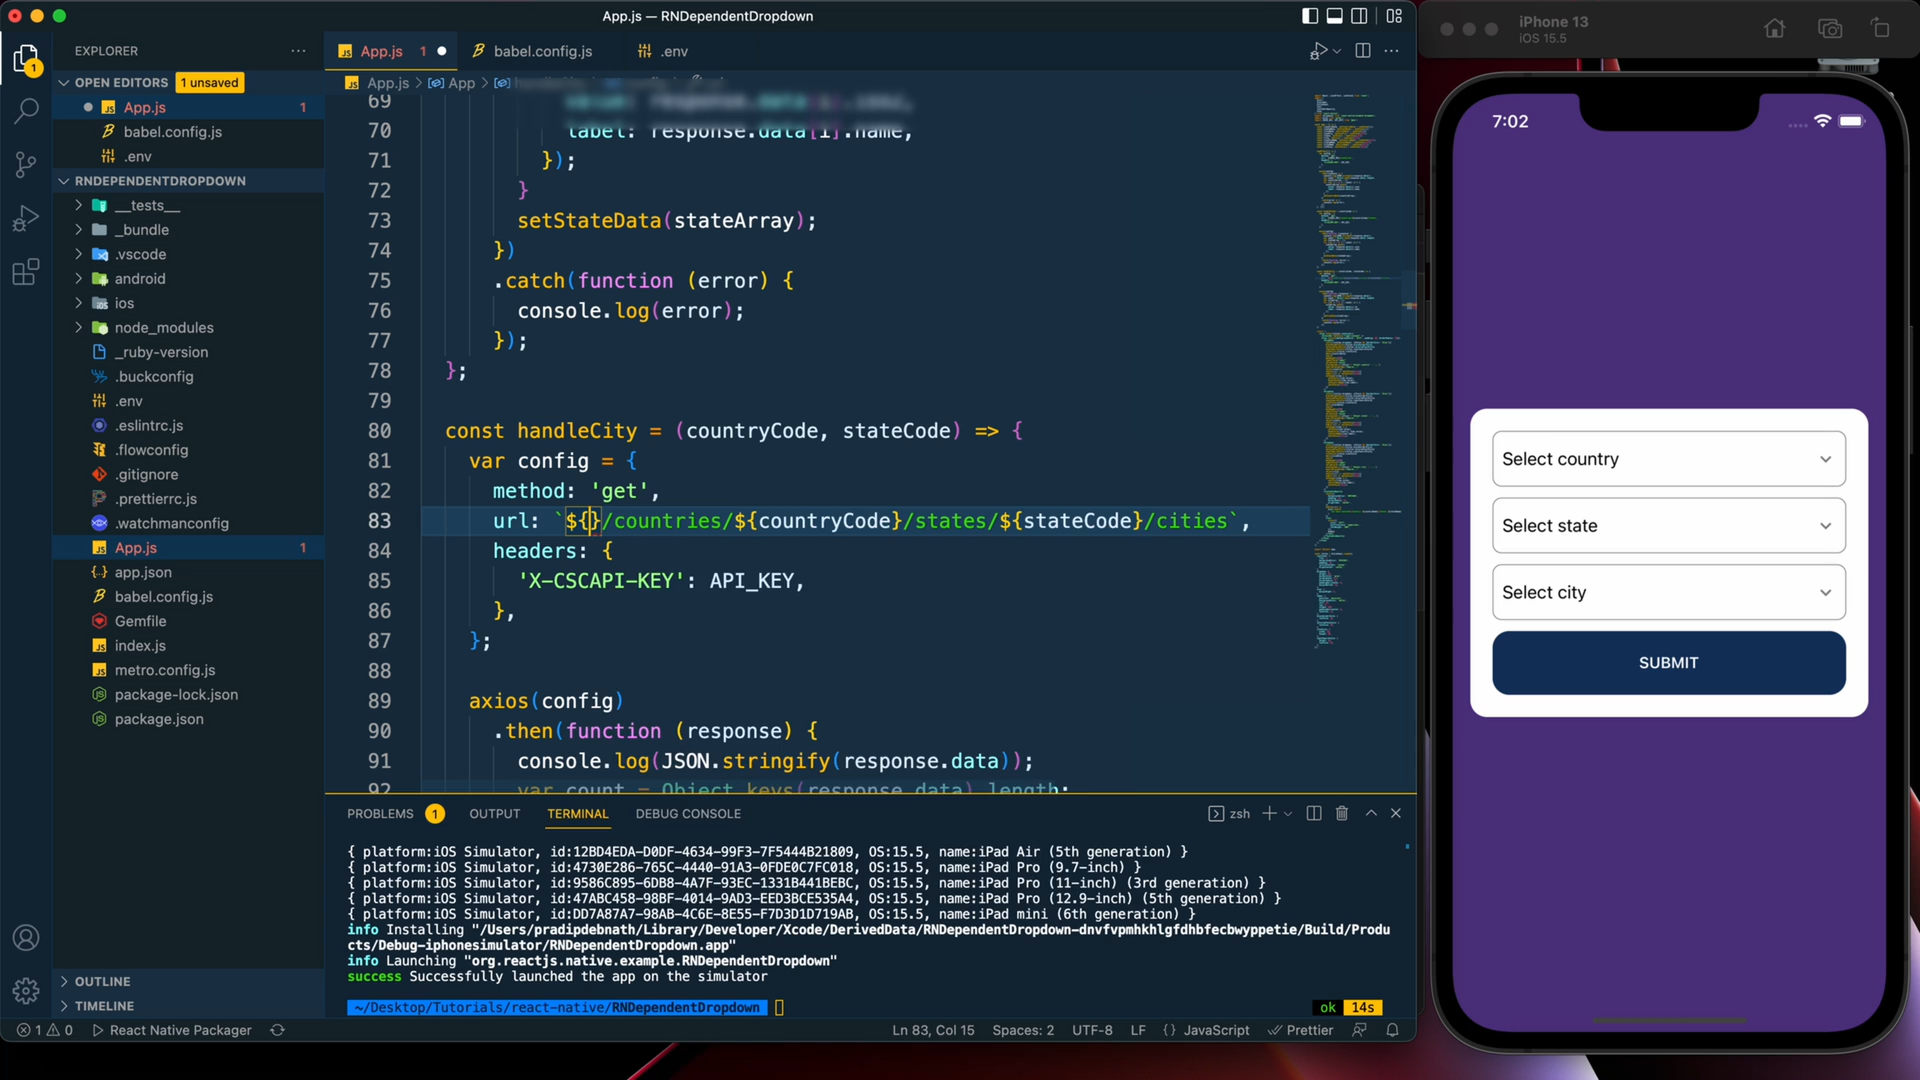 App.js — RNDependentDropdown
EXPLORER
OPEN EDITORS 1 unsaved
App.js 1
babel.config.js
.env
RNDEPENDENTDROPDOWN
__tests__
_bundle
.vscode
android
ios
node_modules
_ruby-version
.buckconfig
.env
.eslintrc.js
.flowconfig
.gitignore
.prettierrc.js
.watchmanconfig
App.js 1
app.json
babel.config.js
Gemfile
index.js
metro.config.js
package-lock.json
package.json
OUTLINE
TIMELINE
App.js 1
babel.config.js
.env
App.js > App >
69
70 label: response.data[i].name,
71 });
72 }
73 setStateData(stateArray);
74 })
75 .catch(function (error) {
76 console.log(error);
77 });
78 };
79
80 const handleCity = (countryCode, stateCode) => {
81 var config = {
82 method: 'get',
83 url: `${}/countries/${countryCode}/states/${stateCode}/cities`,
84 headers: {
85 'X-CSCAPI-KEY': API_KEY,
86 },
87 };
88
89 axios(config)
90 .then(function (response) {
91 console.log(JSON.stringify(response.data));
92 var count = Object.keys(response.data).length;
PROBLEMS 1 OUTPUT TERMINAL DEBUG CONSOLE zsh
{ platform:iOS Simulator, id:12BD4EDA-D0DF-4634-99F3-7F5444B21809, OS:15.5, name:iPad Air (5th generation) }
{ platform:iOS Simulator, id:4730E286-765C-4440-91A3-0FDE0C7FC018, OS:15.5, name:iPad Pro (9.7-inch) }
{ platform:iOS Simulator, id:9586C895-6DB8-4A7F-93EC-1331B441BEBC, OS:15.5, name:iPad Pro (11-inch) (3rd generation) }
{ platform:iOS Simulator, id:47ABC458-98BF-4014-9AD3-EED3BCE535A4, OS:15.5, name:iPad Pro (12.9-inch) (5th generation) }
{ platform:iOS Simulator, id:DD7A87A7-98AB-4C6E-8E55-F7D3D1D719AB, OS:15.5, name:iPad mini (6th generation) }
info Installing "/Users/pradipdebnath/Library/Developer/Xcode/DerivedData/RNDependentDropdown-dnvfvpmhkhlgfdhbfecbwyppetie/Build/Produ
cts/Debug-iphonesimulator/RNDependentDropdown.app"
info Launching "org.reactjs.native.example.RNDependentDropdown"
success Successfully launched the app on the simulator
~/Desktop/Tutorials/react-native/RNDependentDropdown ok 14s
1 0 React Native Packager Ln 83, Col 15 Spaces: 2 UTF-8 LF {} JavaScript Prettier
iPhone 13
iOS 15.5
7:02
Select country
Select state
Select city
SUBMIT